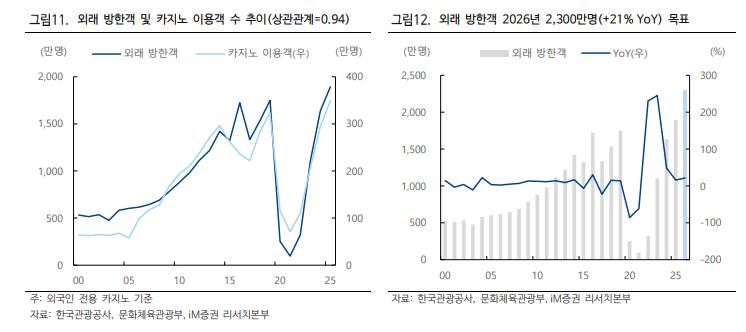 그림11. 외래 방한객 및 카지노 이용객 수 추이(상관관계=0.94)
(만명) 외래 방한객 카지노 이용객(우) (만명)
2,000 400
1,500 300
1,000 200
500 100
0 0
00 05 10 15 20 25
주: 외국인 전용 카지노 기준
자료: 한국관광공사, 문화체육관광부, iM증권 리서치본부
그림12. 외래 방한객 2026년 2,300만명(+21% YoY) 목표
(만명) 외래 방한객 YoY(우) (%)
2,500 300
2,000 200
1,500 100
1,000 0
500 -100
0 -200
00 05 10 15 20 25
자료: 한국관광공사, 문화체육관광부, iM증권 리서치본부